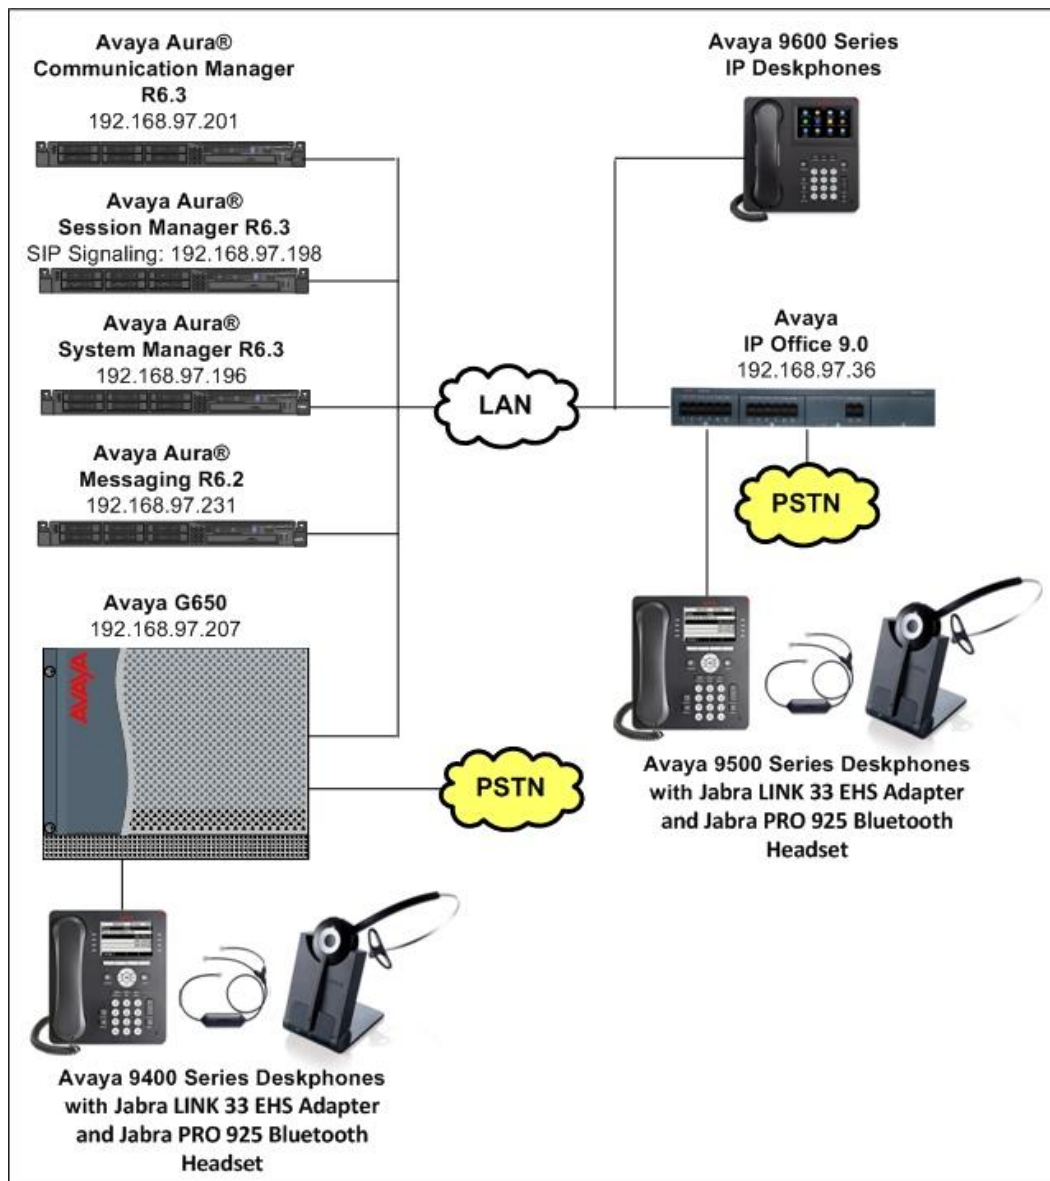 Avaya Aura®
Communication Manager
R6.3
192.168.97.201
Avaya Aura®
Session Manager R6.3
SIP Signaling: 192.168.97.198
Avaya Aura®
System Manager R6.3
192.168.97.196
Avaya Aura®
Messaging R6.2
192.168.97.231
Avaya G650
192.168.97.207
AVAYA
LAN
PSTN
Avaya 9600 Series
IP Deskphones
Avaya
IP Office 9.0
192.168.97.36
PSTN
Avaya 9500 Series Deskphones
with Jabra LINK 33 EHS Adapter
and Jabra PRO 925 Bluetooth
Headset
Avaya 9400 Series Deskphones
with Jabra LINK 33 EHS Adapter
and Jabra PRO 925 Bluetooth
Headset